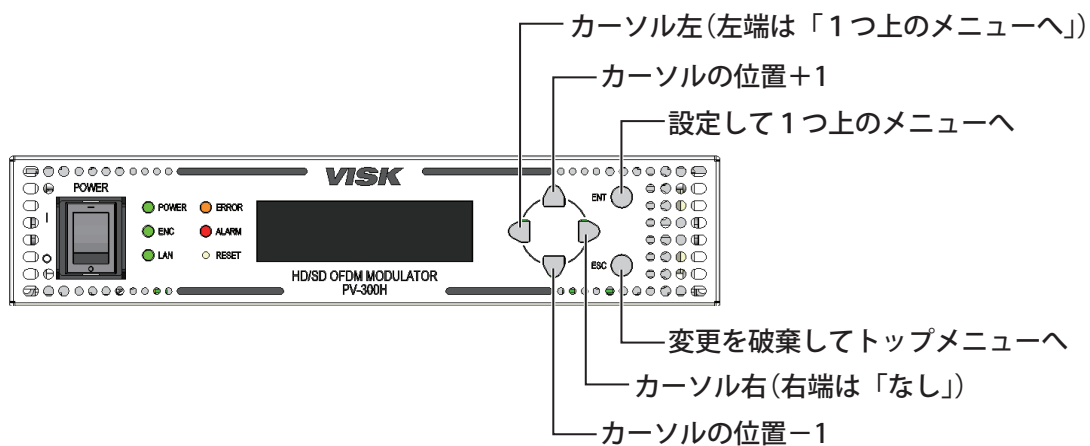 カーソル左(左端は「1つ上のメニューへ」)
カーソルの位置+1
設定して1つ上のメニューへ
VISK
POWER
POWER
ERROR
ENT
ENC
ALARM
LAN
RESET
ESC
HD/SD OFDM MODULATOR
PV-300H
変更を破棄してトップメニューへ
カーソル右(右端は「なし」)
カーソルの位置-1